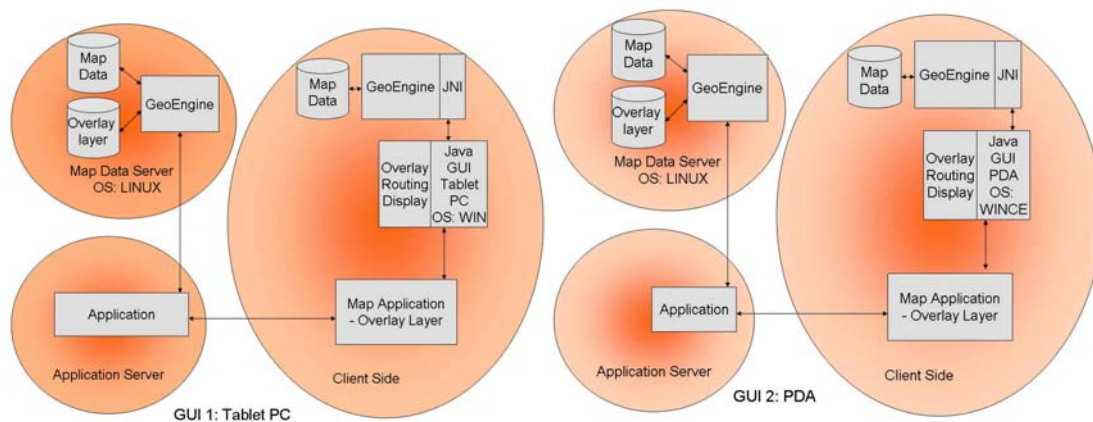 Map
Data
GeoEngine
Overlay
layer
Map Data Server
OS: LINUX
Application
Application Server
Map
Data
GeoEngine
JNI
Overlay
Routing
Display
Java
GUI
Tablet
PC
OS: WIN
Map Application
- Overlay Layer
Client Side
GUI 1: Tablet PC
Map
Data
GeoEngine
Overlay
layer
Map Data Server
OS: LINUX
Application
Application Server
Map
Data
GeoEngine
JNI
Overlay
Routing
Display
Java
GUI
PDA
OS:
WINCE
Map Application
- Overlay Layer
Client Side
GUI 2: PDA